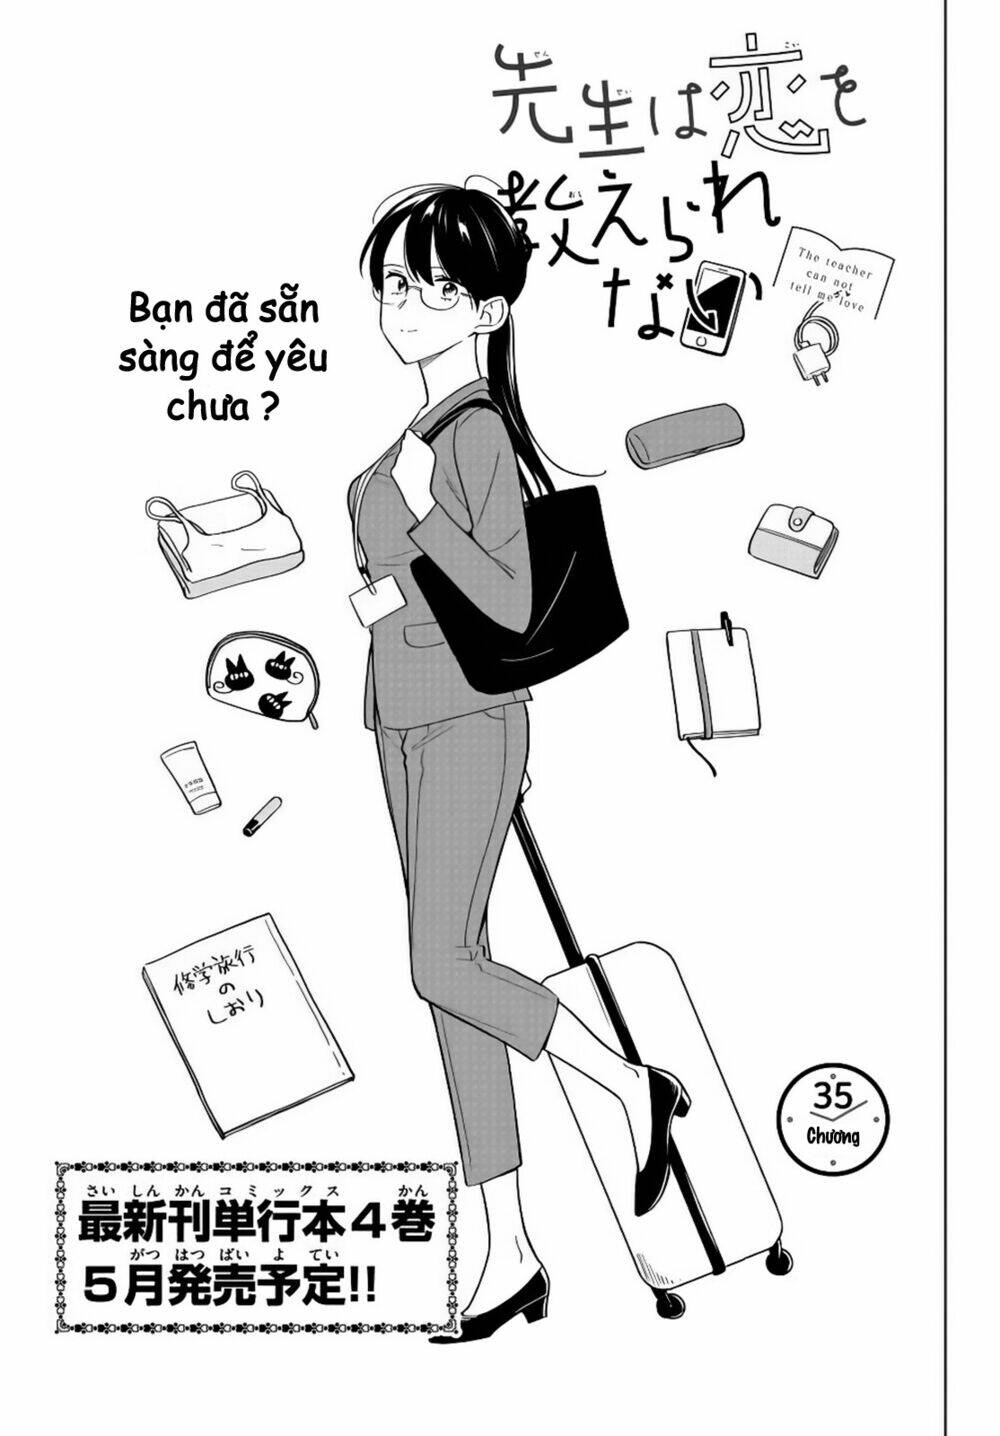 先生は恋を
教えられ
ない
The teacher
can not
tell me love
Bạn đã sẵn
sàng để yêu
chưa ?
修学旅行
の
しおり
35
Chương
最新刊単行本4巻
5月発売予定!!